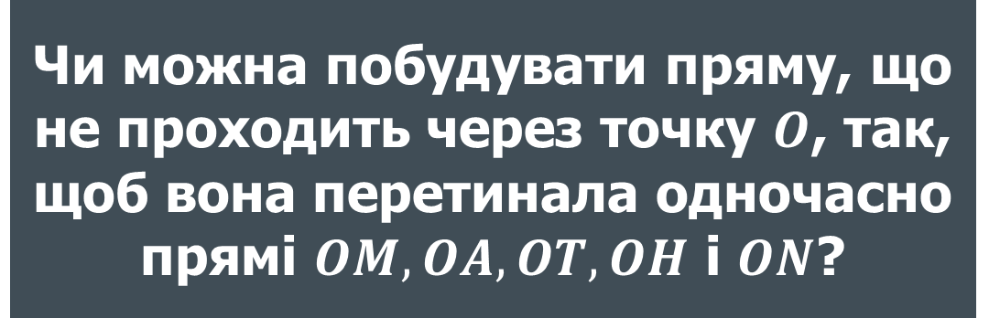 Чи можна побудувати пряму, що
не проходить через точку O, так,
щоб вона перетинала одночасно
прямі OM, OA, OT, OH і ON?